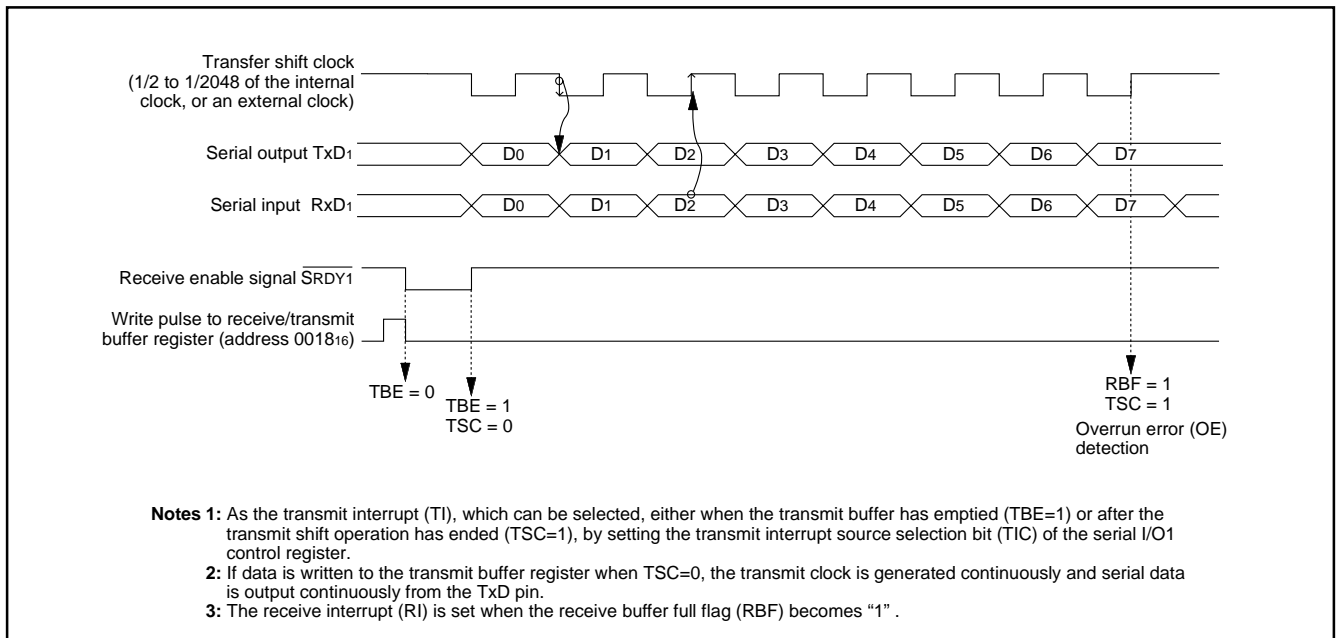 Transfer shift clock
(1/2 to 1/2048 of the internal
clock, or an external clock)
Serial output TxD1
D0 D1 D2 D3 D4 D5 D6 D7
Serial input RxD1
D0 D1 D2 D3 D4 D5 D6 D7
Receive enable signal S̅R̅D̅Y̅1̅
Write pulse to receive/transmit
buffer register (address 001816)
TBE = 0
TBE = 1
TSC = 0
RBF = 1
TSC = 1
Overrun error (OE)
detection
Notes 1: As the transmit interrupt (TI), which can be selected, either when the transmit buffer has emptied (TBE=1) or after the
transmit shift operation has ended (TSC=1), by setting the transmit interrupt source selection bit (TIC) of the serial I/O1
control register.
2: If data is written to the transmit buffer register when TSC=0, the transmit clock is generated continuously and serial data
is output continuously from the TxD pin.
3: The receive interrupt (RI) is set when the receive buffer full flag (RBF) becomes “1” .